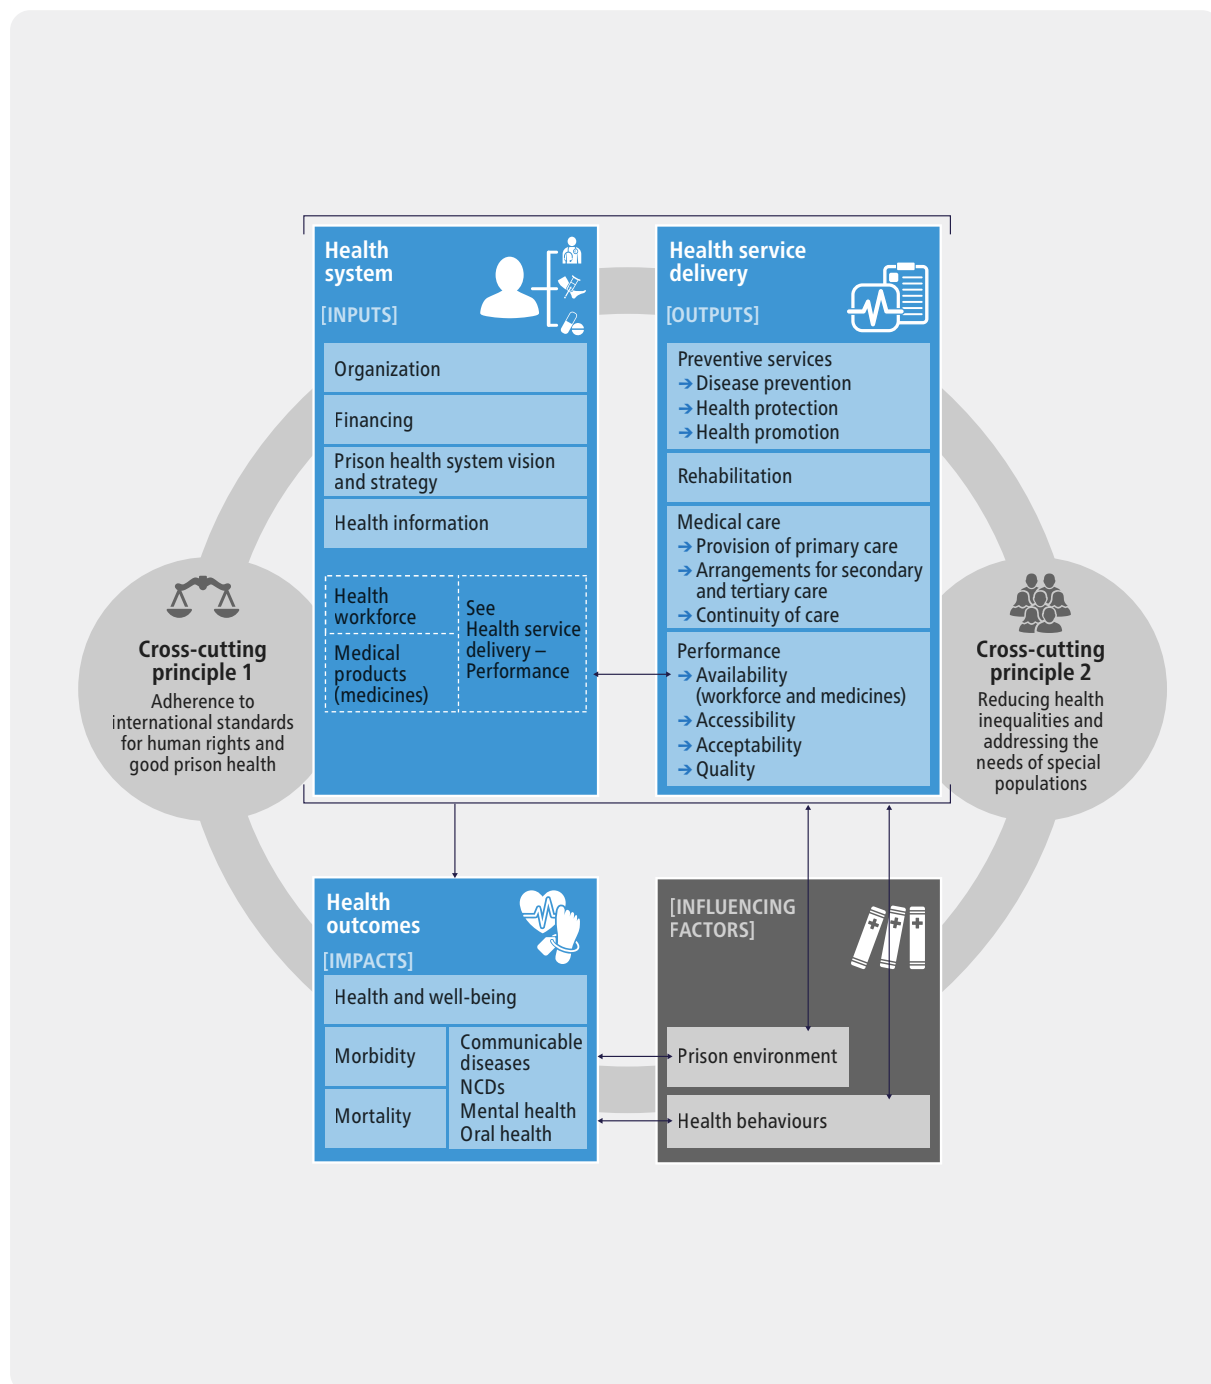 Health
system
[INPUTS]
Organization
Financing
Prison health system vision
and strategy
Health information
Health
workforce
Medical
products
(medicines)
See
Health service
delivery –
Performance
Health service
delivery
[OUTPUTS]
Preventive services
➔ Disease prevention
➔ Health protection
➔ Health promotion
Rehabilitation
Medical care
➔ Provision of primary care
➔ Arrangements for secondary
and tertiary care
➔ Continuity of care
Performance
➔ Availability
(workforce and medicines)
➔ Accessibility
➔ Acceptability
➔ Quality
Cross-cutting
principle 1
Adherence to
international standards
for human rights and
good prison health
Cross-cutting
principle 2
Reducing health
inequalities and
addressing the
needs of special
populations
Health
outcomes
[IMPACTS]
Health and well-being
Morbidity
Mortality
Communicable
diseases
NCDs
Mental health
Oral health
[INFLUENCING
FACTORS]
Prison environment
Health behaviours